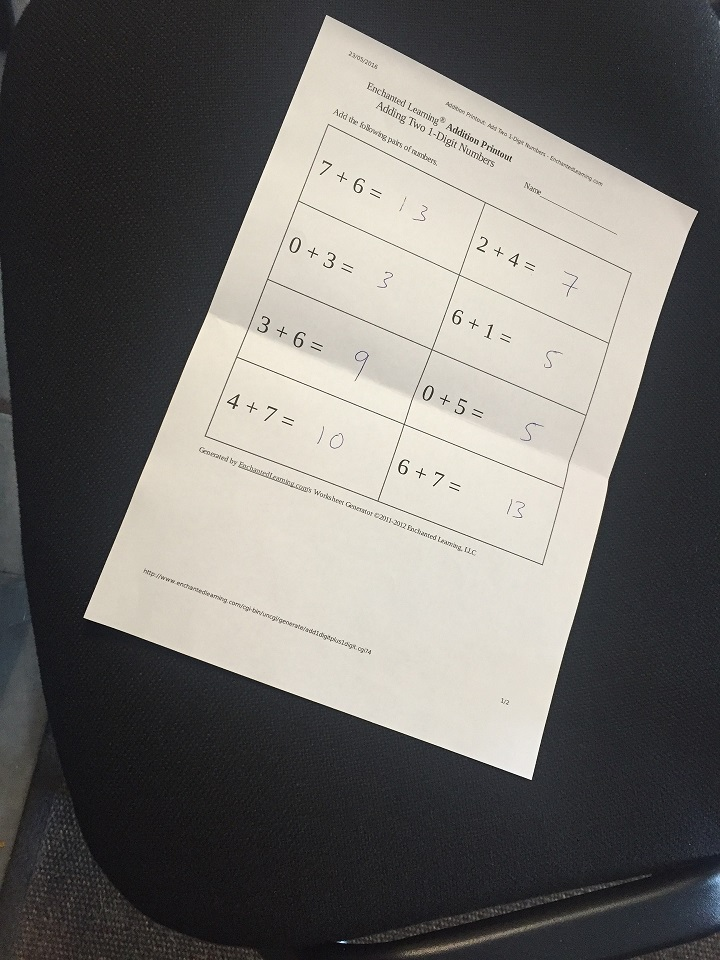 23/05/2016
Addition Printout: Add Two 1-Digit Numbers - EnchantedLearning.com
Enchanted Learning® Addition Printout
Adding Two 1-Digit Numbers
Name
Add the following pairs of numbers.
7 + 6 = 13
2 + 4 = 7
0 + 3 = 3
6 + 1 = 5
3 + 6 = 9
0 + 5 = 5
4 + 7 = 10
6 + 7 = 13
Generated by EnchantedLearning.com's Worksheet Generator ©2011-2012 Enchanted Learning, LLC
http://www.enchantedlearning.com/cgi-bin/uncgi/generate/add1digitplus1digit.cgi?4
1/2